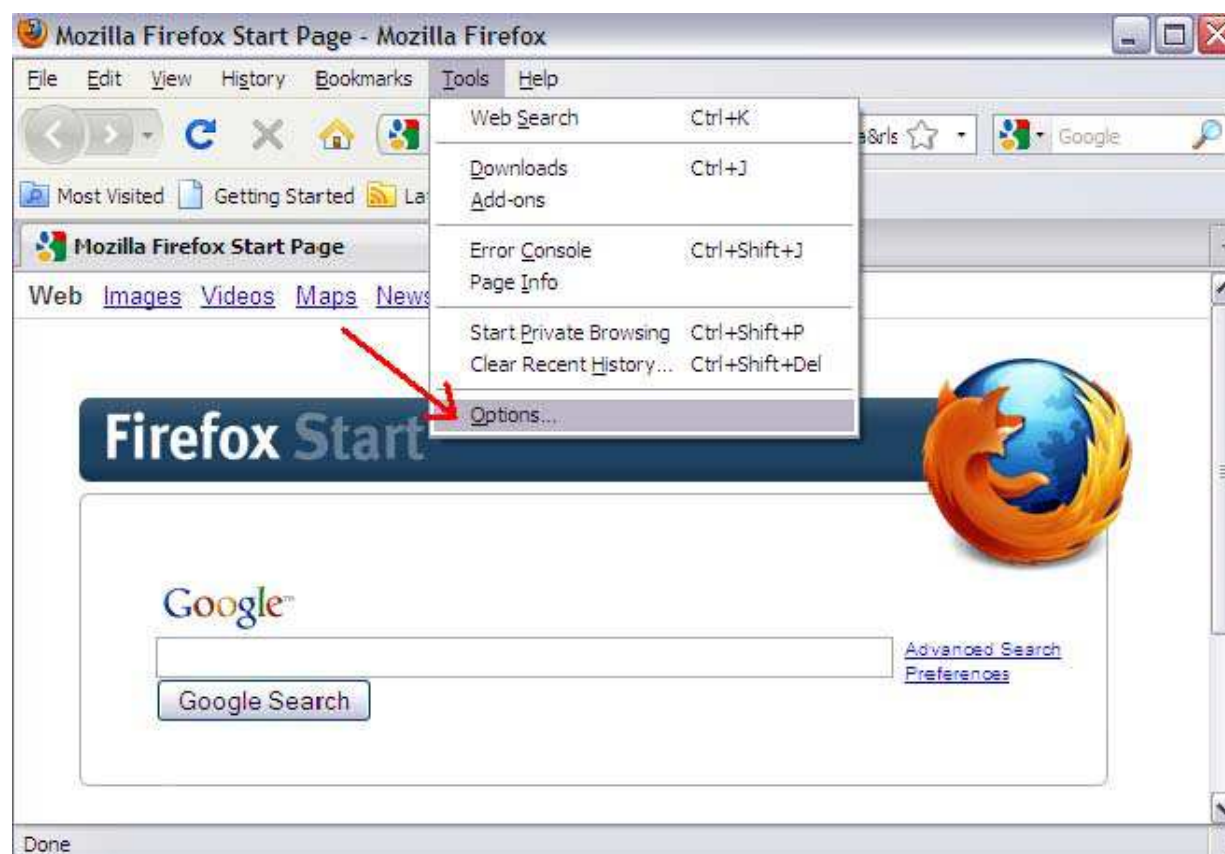 Mozilla Firefox Start Page - Mozilla Firefox
File Edit View History Bookmarks Tools Help
Web Search Ctrl+K
a&rls Google
Downloads Ctrl+J
Most Visited Getting Started La
Add-ons
Mozilla Firefox Start Page
Error Console Ctrl+Shift+J
Page Info
Web Images Videos Maps News
Start Private Browsing Ctrl+Shift+P
Clear Recent History... Ctrl+Shift+Del
Options...
Firefox Start
Google™
Advanced Search
Preferences
Google Search
Done